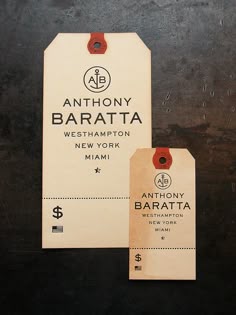 A B
ANTHONY
BARATTA
WESTHAMPTON
NEW YORK
MIAMI
$
A B
ANTHONY
BARATTA
WESTHAMPTON
NEW YORK
MIAMI
$